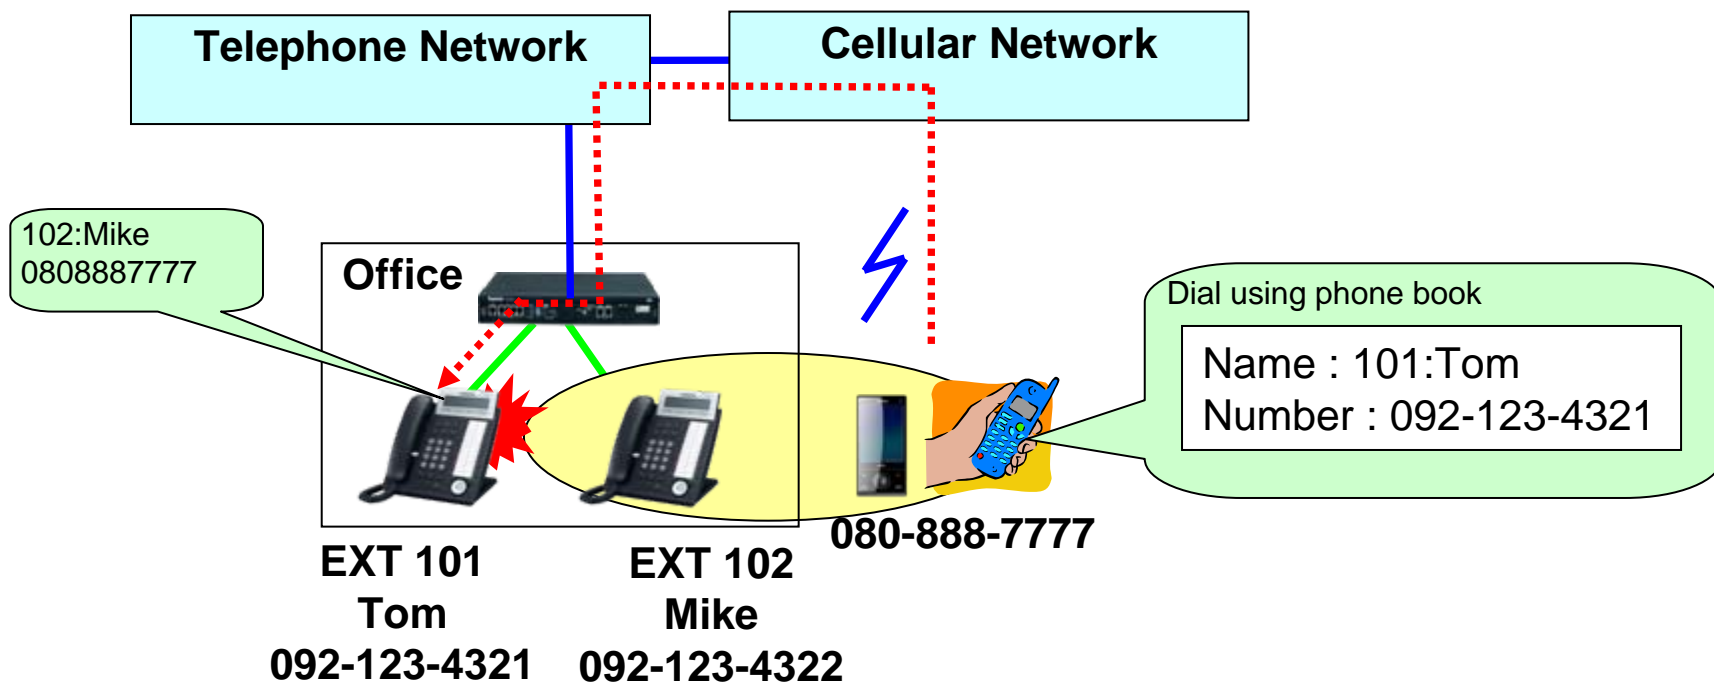 Telephone Network
Cellular Network
102:Mike
0808887777
Office
Dial using phone book
Name : 101:Tom
Number : 092-123-4321
080-888-7777
EXT 101
Tom
092-123-4321
EXT 102
Mike
092-123-4322